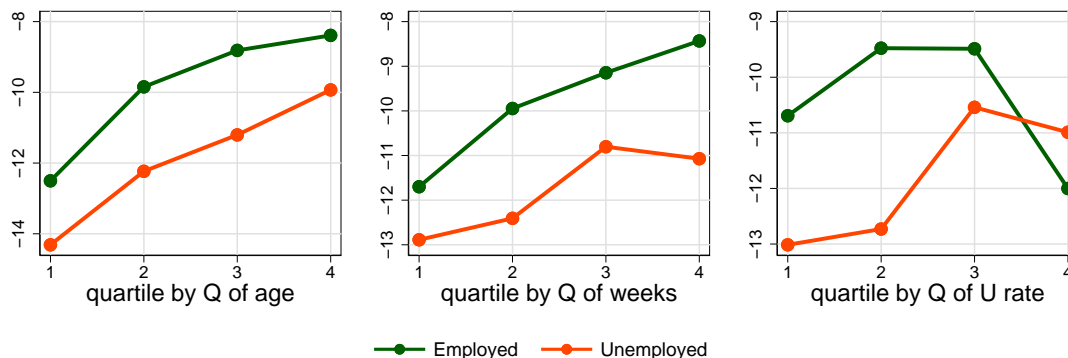 -8
-10
-12
-14
1 2 3 4
quartile by Q of age
-8
-9
-10
-11
-12
-13
1 2 3 4
quartile by Q of weeks
-9
-10
-11
-12
-13
1 2 3 4
quartile by Q of U rate
Employed Unemployed